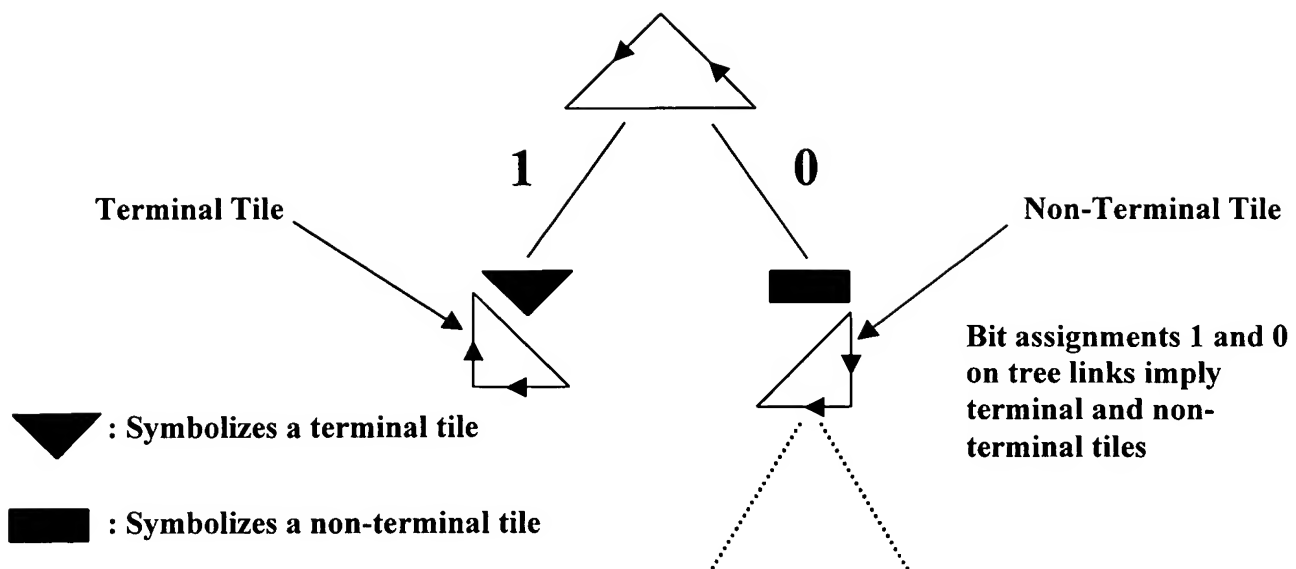 1
0
Terminal Tile
Non-Terminal Tile
Bit assignments 1 and 0
on tree links imply
terminal and non-
terminal tiles
: Symbolizes a terminal tile
: Symbolizes a non-terminal tile